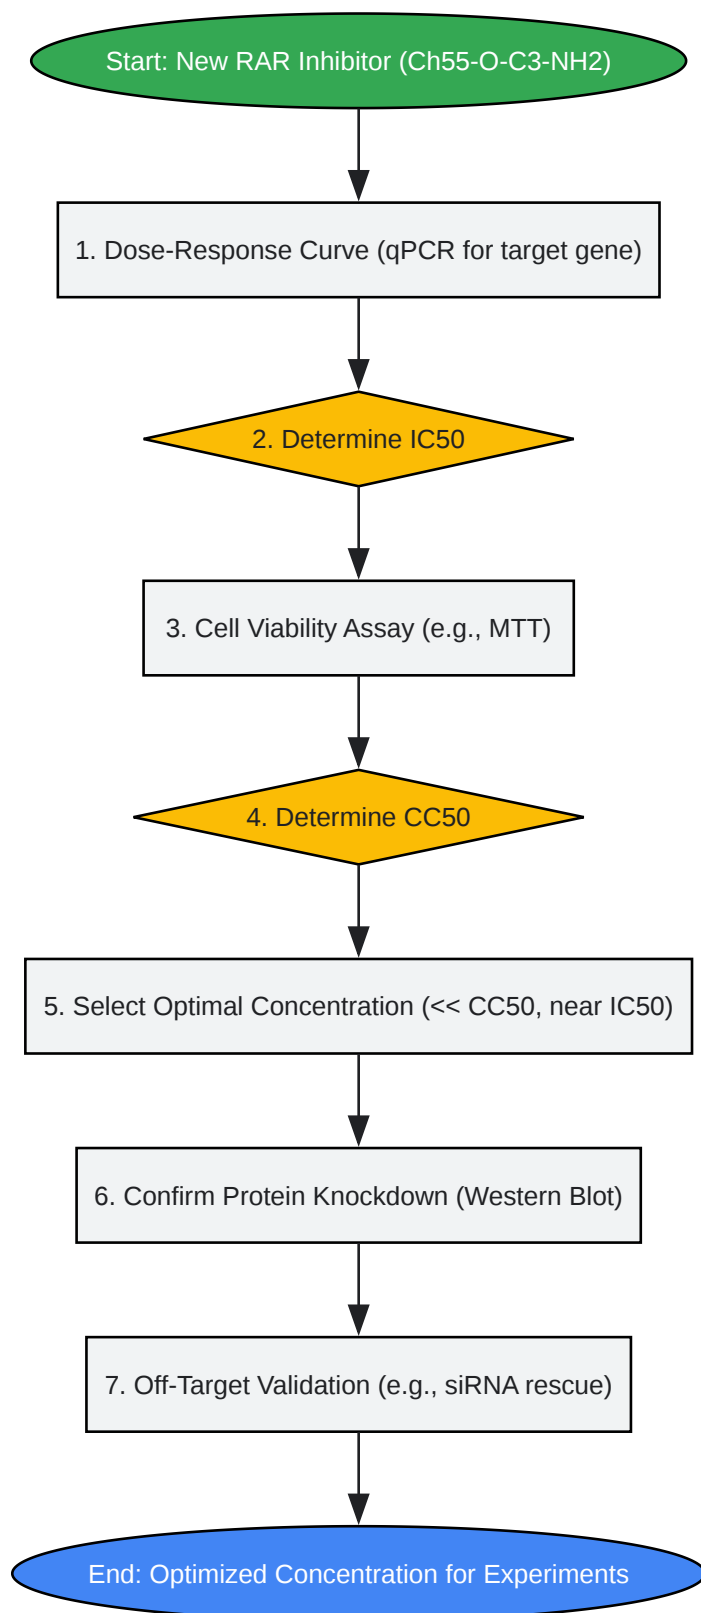 Start: New RAR Inhibitor (Ch55-O-C3-NH2)
1. Dose-Response Curve (qPCR for target gene)
2. Determine IC50
3. Cell Viability Assay (e.g., MTT)
4. Determine CC50
5. Select Optimal Concentration (<< CC50, near IC50)
6. Confirm Protein Knockdown (Western Blot)
7. Off-Target Validation (e.g., siRNA rescue)
End: Optimized Concentration for Experiments